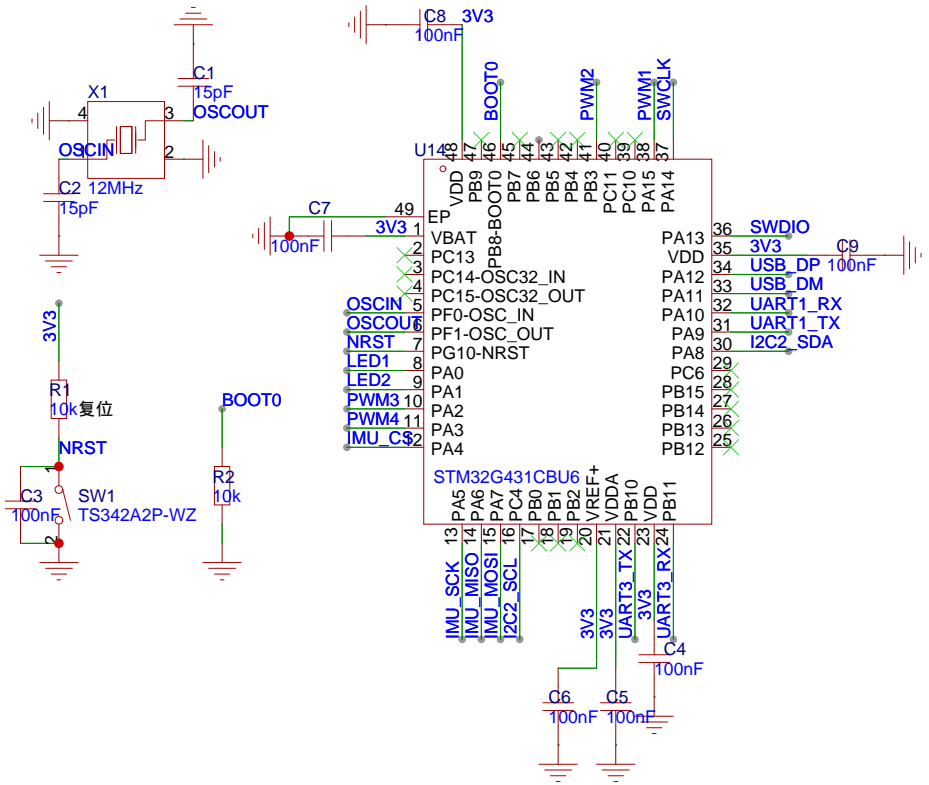 C8
3V3
100nF
C1
15pF
X1
4
3
OSCOUT
OSCIN
1
2
C2
12MHz
15pF
BOOT0
PWM2
PWM1
SWCLK
U14
48
47
46
45
44
43
42
41
40
39
38
37
VDD
PB9
PB8-BOOT0
PB7
PB6
PB5
PB4
PB3
PC11
PC10
PA15
PA14
C7
100nF
3V3
49
EP
1
VBAT
2
PC13
3
PC14-OSC32_IN
4
PC15-OSC32_OUT
OSCIN
5
PF0-OSC_IN
OSCOUT
6
PF1-OSC_OUT
NRST
7
PG10-NRST
LED1
8
PA0
LED2
9
PA1
PWM3
10
PA2
PWM4
11
PA3
IMU_CS
12
PA4
PA13
36
SWDIO
VDD
35
3V3
C9
100nF
PA12
34
USB_DP
PA11
33
USB_DM
PA10
32
UART1_RX
PA9
31
UART1_TX
PA8
30
I2C2_SDA
PC6
29
PB15
28
PB14
27
PB13
26
PB12
25
STM32G431CBU6
PA5
PA6
PA7
PC4
PB0
PB1
PB2
VREF+
VDDA
PB10
VDD
PB11
13
14
15
16
17
18
19
20
21
22
23
24
IMU_SCK
IMU_MISO
IMU_MOSI
I2C2_SCL
3V3
3V3
UART3_TX
3V3
UART3_RX
C4
100nF
C6
100nF
C5
100nF
3V3
R1
10k复位
NRST
1
C3
100nF
SW1
TS342A2P-WZ
2
BOOT0
R2
10k